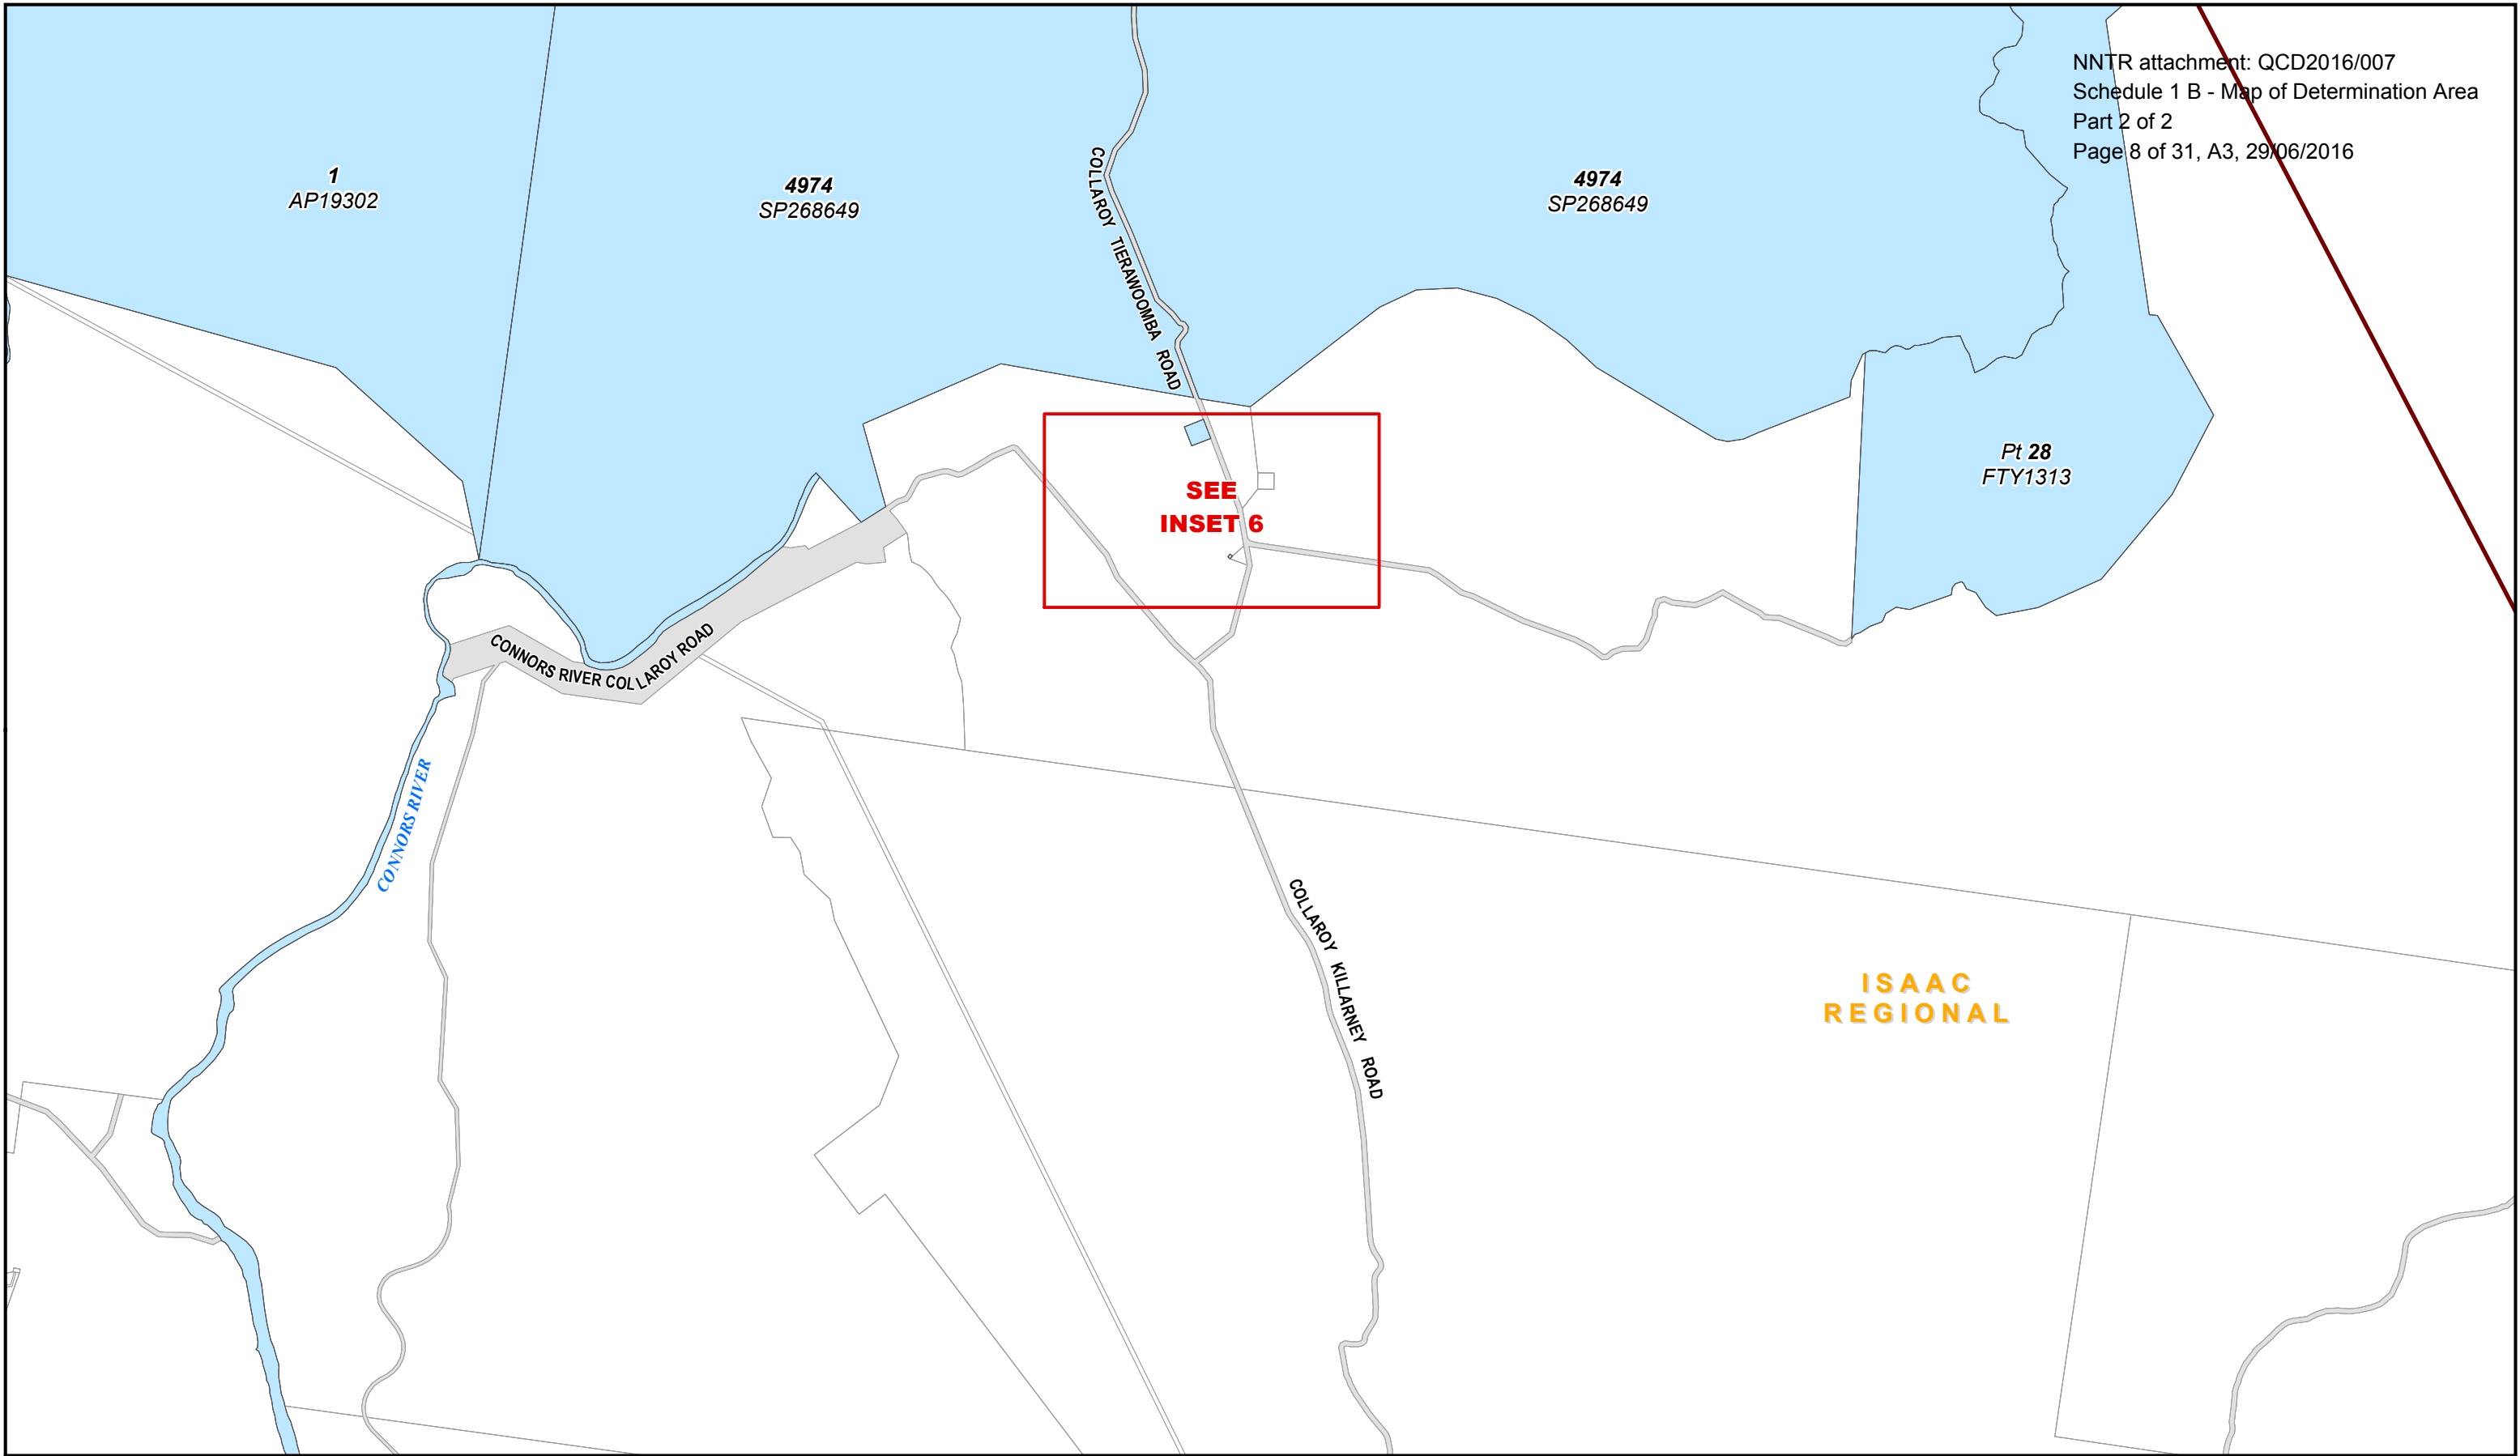 NNTR attachment: QCD2016/007
Schedule 1 B - Map of Determination Area
Part 2 of 2
Page 8 of 31, A3, 29/06/2016
1
AP19302
4974
SP268649
COLLAROY TIERAWOOMBA ROAD
4974
SP268649
Pt 28
FTY1313
SEE
INSET 6
CONNORS RIVER COLLAROY ROAD
CONNORS RIVER
COLLAROY KILLARNEY ROAD
ISAAC
REGIONAL